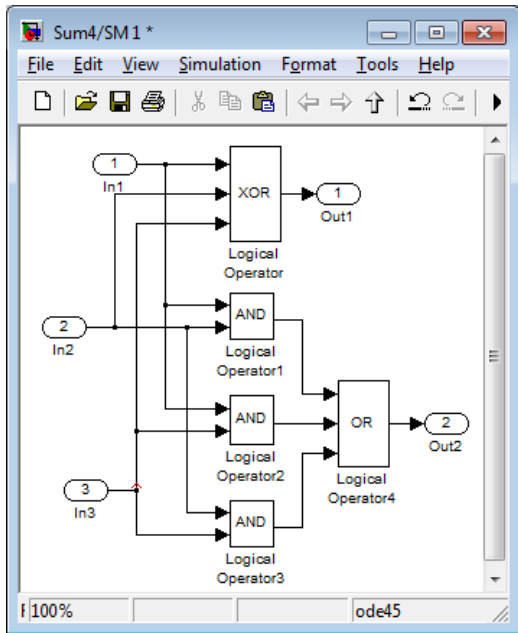 Sum4/SM1 *
File Edit View Simulation Format Tools Help
1
In1
XOR
1
Out1
Logical
Operator
2
In2
AND
Logical
Operator1
AND
Logical
Operator2
OR
2
Out2
Logical
Operator4
3
In3
AND
Logical
Operator3
100%
ode45